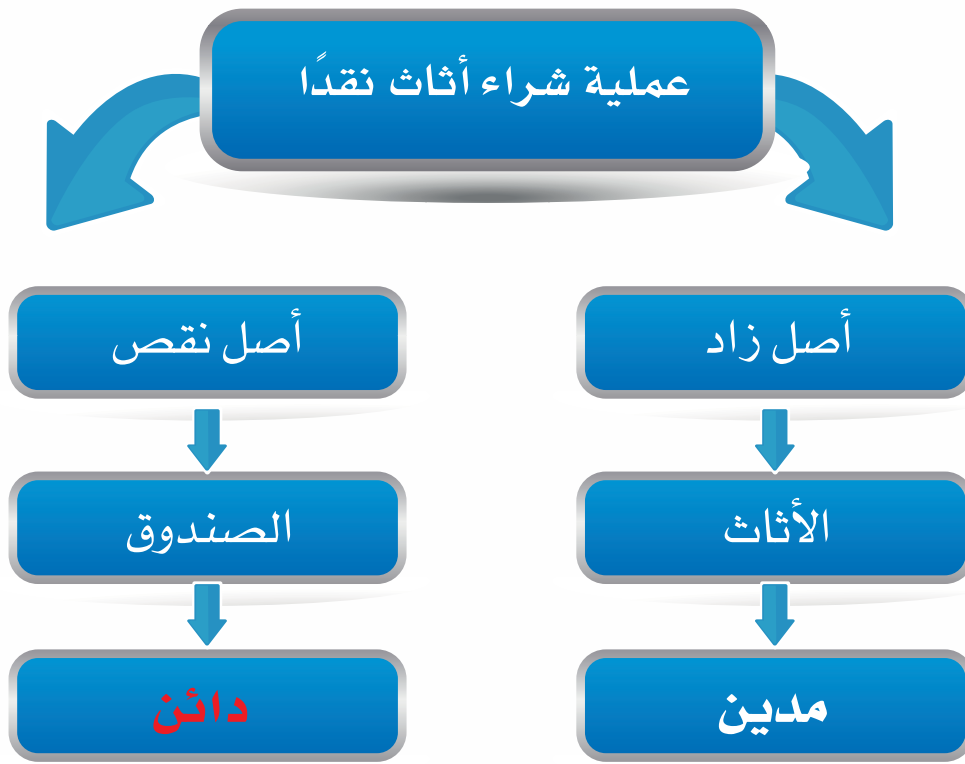 عملية شراء أثاث نقدًا
أصل زاد
الأثاث
مدين
أصل نقص
الصندوق
دائن